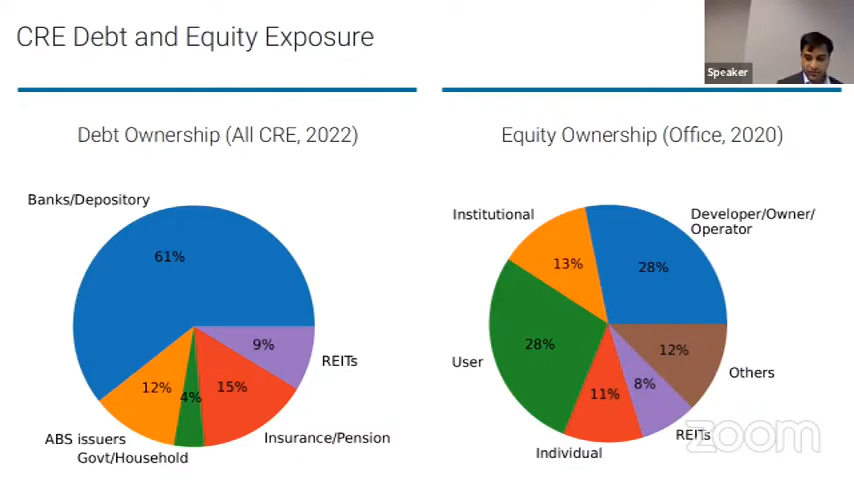 CRE Debt and Equity Exposure
Speaker
Debt Ownership (All CRE, 2022)
Banks/Depository
61%
9%
REITs
12%
4%
15%
ABS issuers
Govt/Household
Insurance/Pension
Equity Ownership (Office, 2020)
Institutional
Developer/Owner/
Operator
13%
28%
User
28%
12%
Others
11%
8%
REITs
Individual
zoom